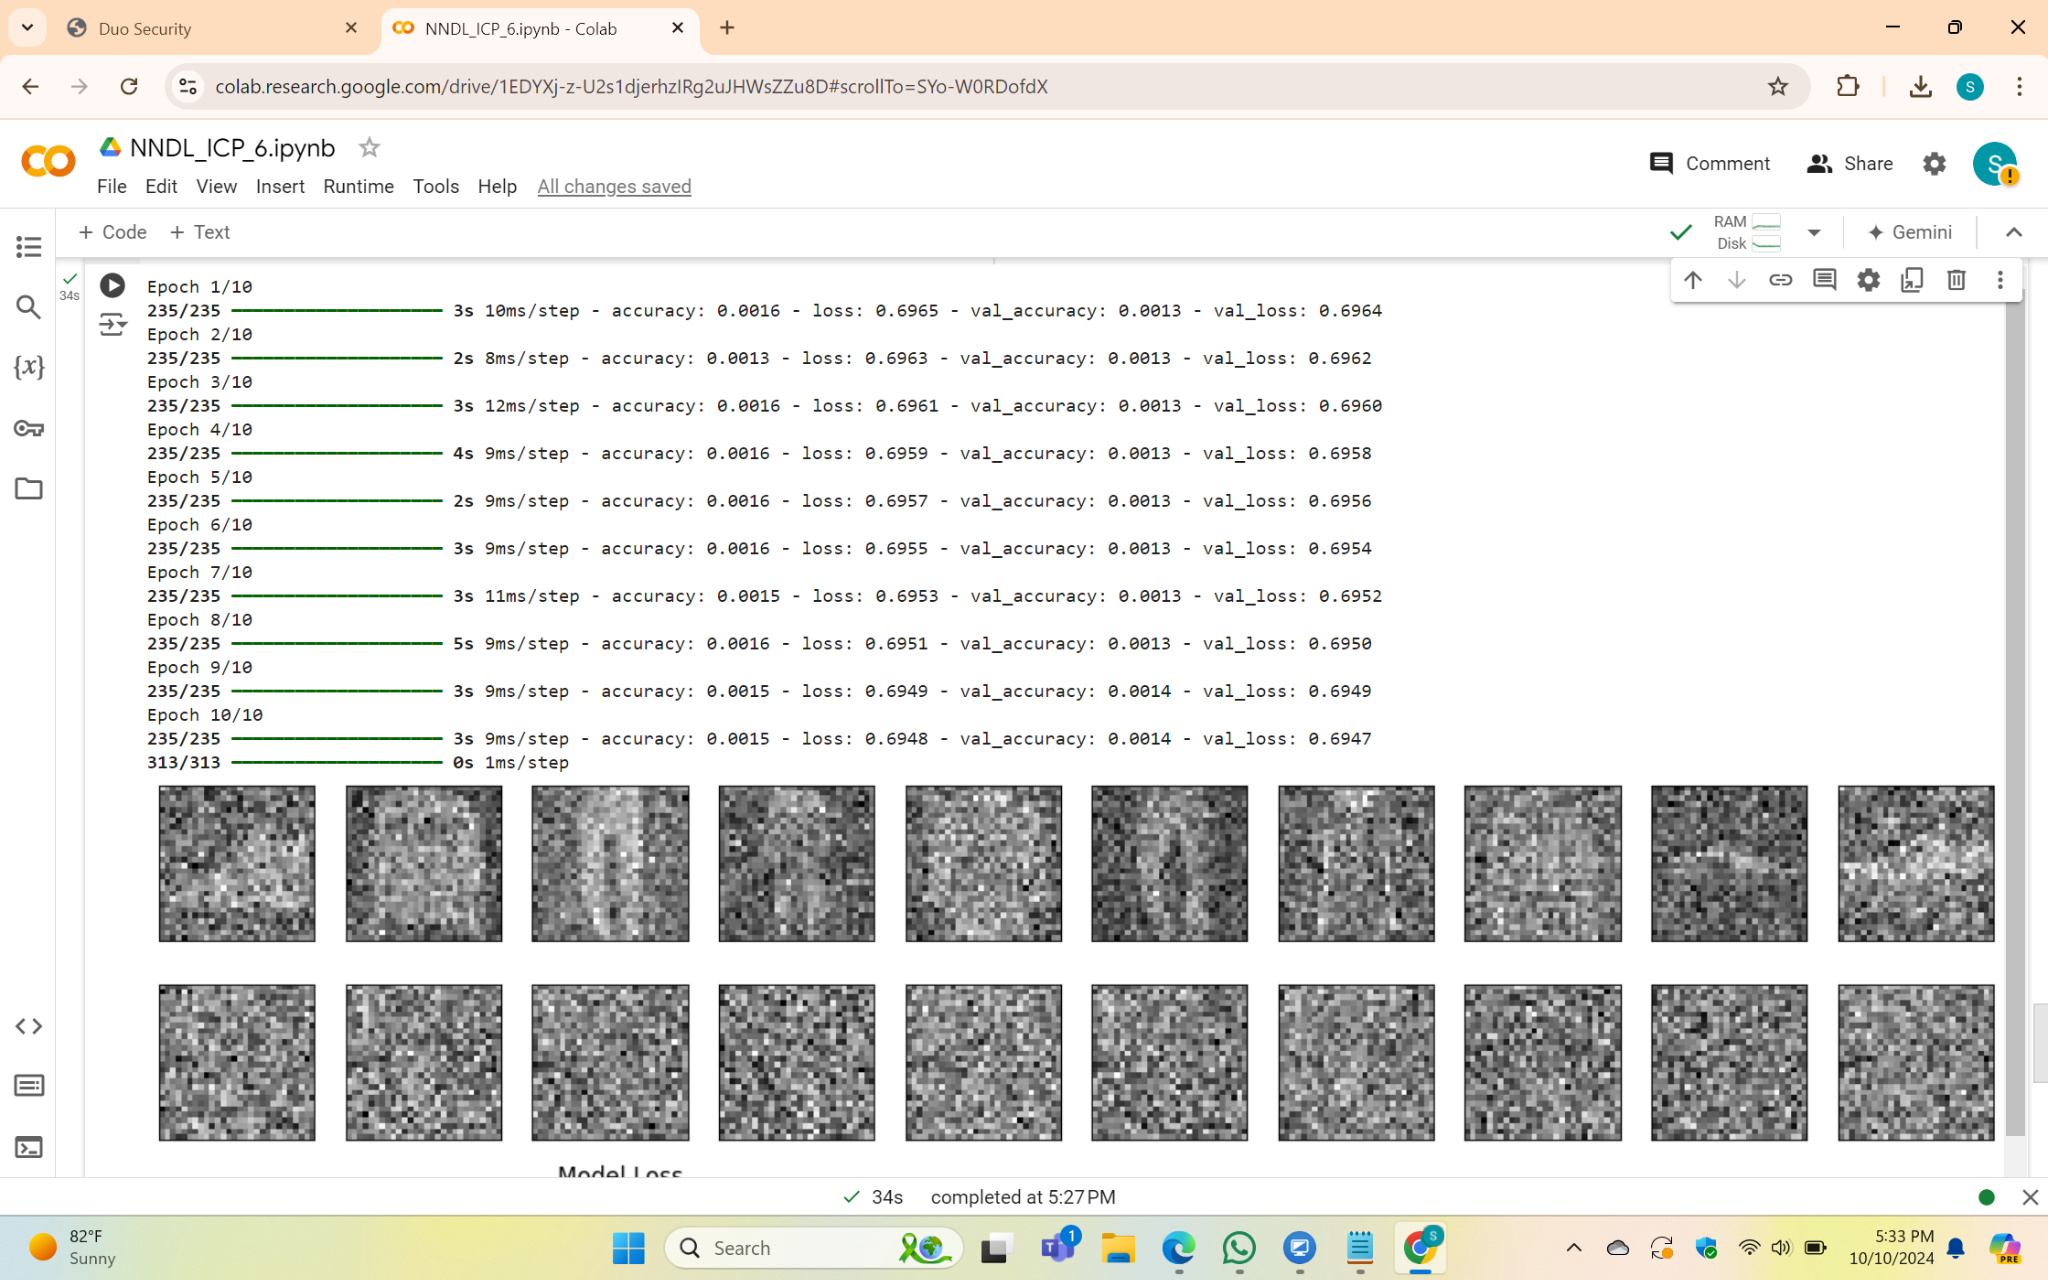 Duo Security
NNDL_ICP_6.ipynb - Colab
colab.research.google.com/drive/1EDYXj-z-U2s1djerhzIRg2uJHWsZZu8D#scrollTo=SYo-W0RDofdX
S
NNDL_ICP_6.ipynb
File Edit View Insert Runtime Tools Help All changes saved
Comment Share S
+ Code + Text
RAM
Disk
Gemini
34s
Epoch 1/10
235/235 3s 10ms/step - accuracy: 0.0016 - loss: 0.6965 - val_accuracy: 0.0013 - val_loss: 0.6964
Epoch 2/10
235/235 2s 8ms/step - accuracy: 0.0013 - loss: 0.6963 - val_accuracy: 0.0013 - val_loss: 0.6962
Epoch 3/10
235/235 3s 12ms/step - accuracy: 0.0016 - loss: 0.6961 - val_accuracy: 0.0013 - val_loss: 0.6960
Epoch 4/10
235/235 4s 9ms/step - accuracy: 0.0016 - loss: 0.6959 - val_accuracy: 0.0013 - val_loss: 0.6958
Epoch 5/10
235/235 2s 9ms/step - accuracy: 0.0016 - loss: 0.6957 - val_accuracy: 0.0013 - val_loss: 0.6956
Epoch 6/10
235/235 3s 9ms/step - accuracy: 0.0016 - loss: 0.6955 - val_accuracy: 0.0013 - val_loss: 0.6954
Epoch 7/10
235/235 3s 11ms/step - accuracy: 0.0015 - loss: 0.6953 - val_accuracy: 0.0013 - val_loss: 0.6952
Epoch 8/10
235/235 5s 9ms/step - accuracy: 0.0016 - loss: 0.6951 - val_accuracy: 0.0013 - val_loss: 0.6950
Epoch 9/10
235/235 3s 9ms/step - accuracy: 0.0015 - loss: 0.6949 - val_accuracy: 0.0014 - val_loss: 0.6949
Epoch 10/10
235/235 3s 9ms/step - accuracy: 0.0015 - loss: 0.6948 - val_accuracy: 0.0014 - val_loss: 0.6947
313/313 0s 1ms/step
Model Loss
34s completed at 5:27 PM
82°F
Sunny
Search
1
S
5:33 PM
10/10/2024
PRE